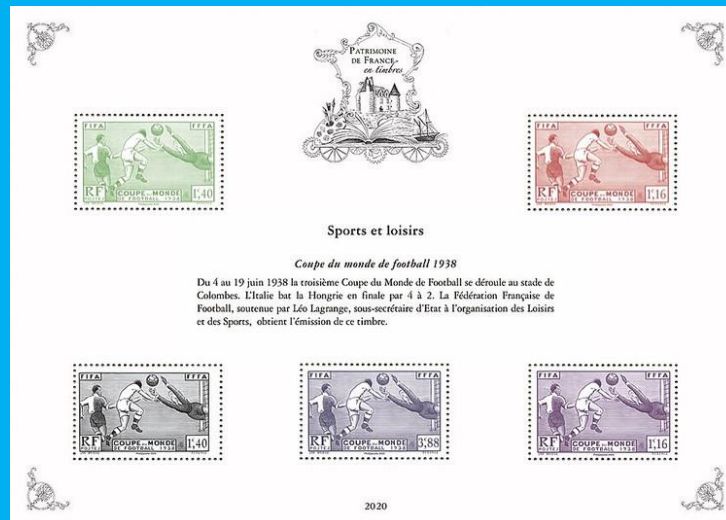 PATRIMOINE
DE FRANCE
en timbres
FIFA FFFA
RF COUPE DU MONDE 1€,40
POSTES DE FOOTBALL 1938
FIFA FFFA
RF COUPE DU MONDE 1€,16
POSTES DE FOOTBALL 1938
Sports et loisirs
Coupe du monde de football 1938
Du 4 au 19 juin 1938 la troisième Coupe du Monde de Football se déroule au stade de
Colombes. L'Italie bat la Hongrie en finale par 4 à 2. La Fédération Française de
Football, soutenue par Léo Lagrange, sous-secrétaire d'Etat à l'organisation des Loisirs
et des Sports, obtient l'émission de ce timbre.
FIFA FFFA
RF COUPE DU MONDE 1€,40
POSTES DE FOOTBALL 1938
FIFA FFFA
RF COUPE DU MONDE 3€,88
POSTES DE FOOTBALL 1938
FIFA FFFA
RF COUPE DU MONDE 1€,16
POSTES DE FOOTBALL 1938
2020